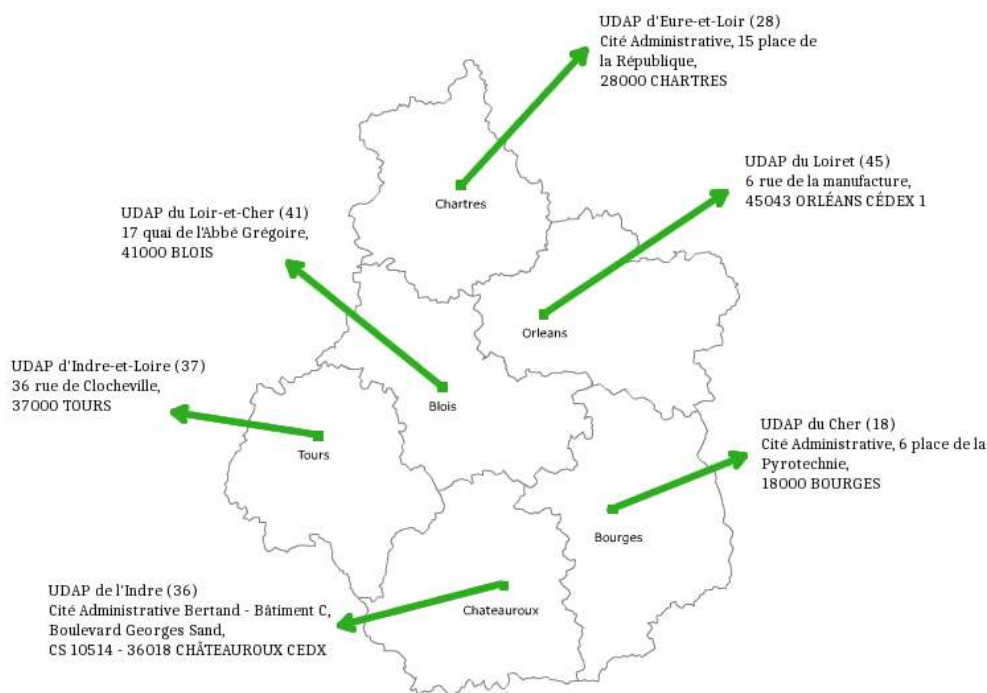 UDAP d'Eure-et-Loir (28)
Cité Administrative, 15 place de
la République,
28000 CHARTRES
UDAP du Loiret (45)
6 rue de la manufacture,
45043 ORLÉANS CÉDEX 1
Chartres
UDAP du Loir-et-Cher (41)
17 quai de l'Abbé Grégoire,
41000 BLOIS
Orleans
UDAP d'Indre-et-Loire (37)
36 rue de Clocheville,
37000 TOURS
Blois
UDAP du Cher (18)
Cité Administrative, 6 place de la
Pyrotechnie,
18000 BOURGES
Tours
Bourges
UDAP de l'Indre (36)
Cité Administrative Bertand - Bâtiment C,
Boulevard Georges Sand,
CS 10514 - 36018 CHÂTEAUROUX CEDX
Chateauroux